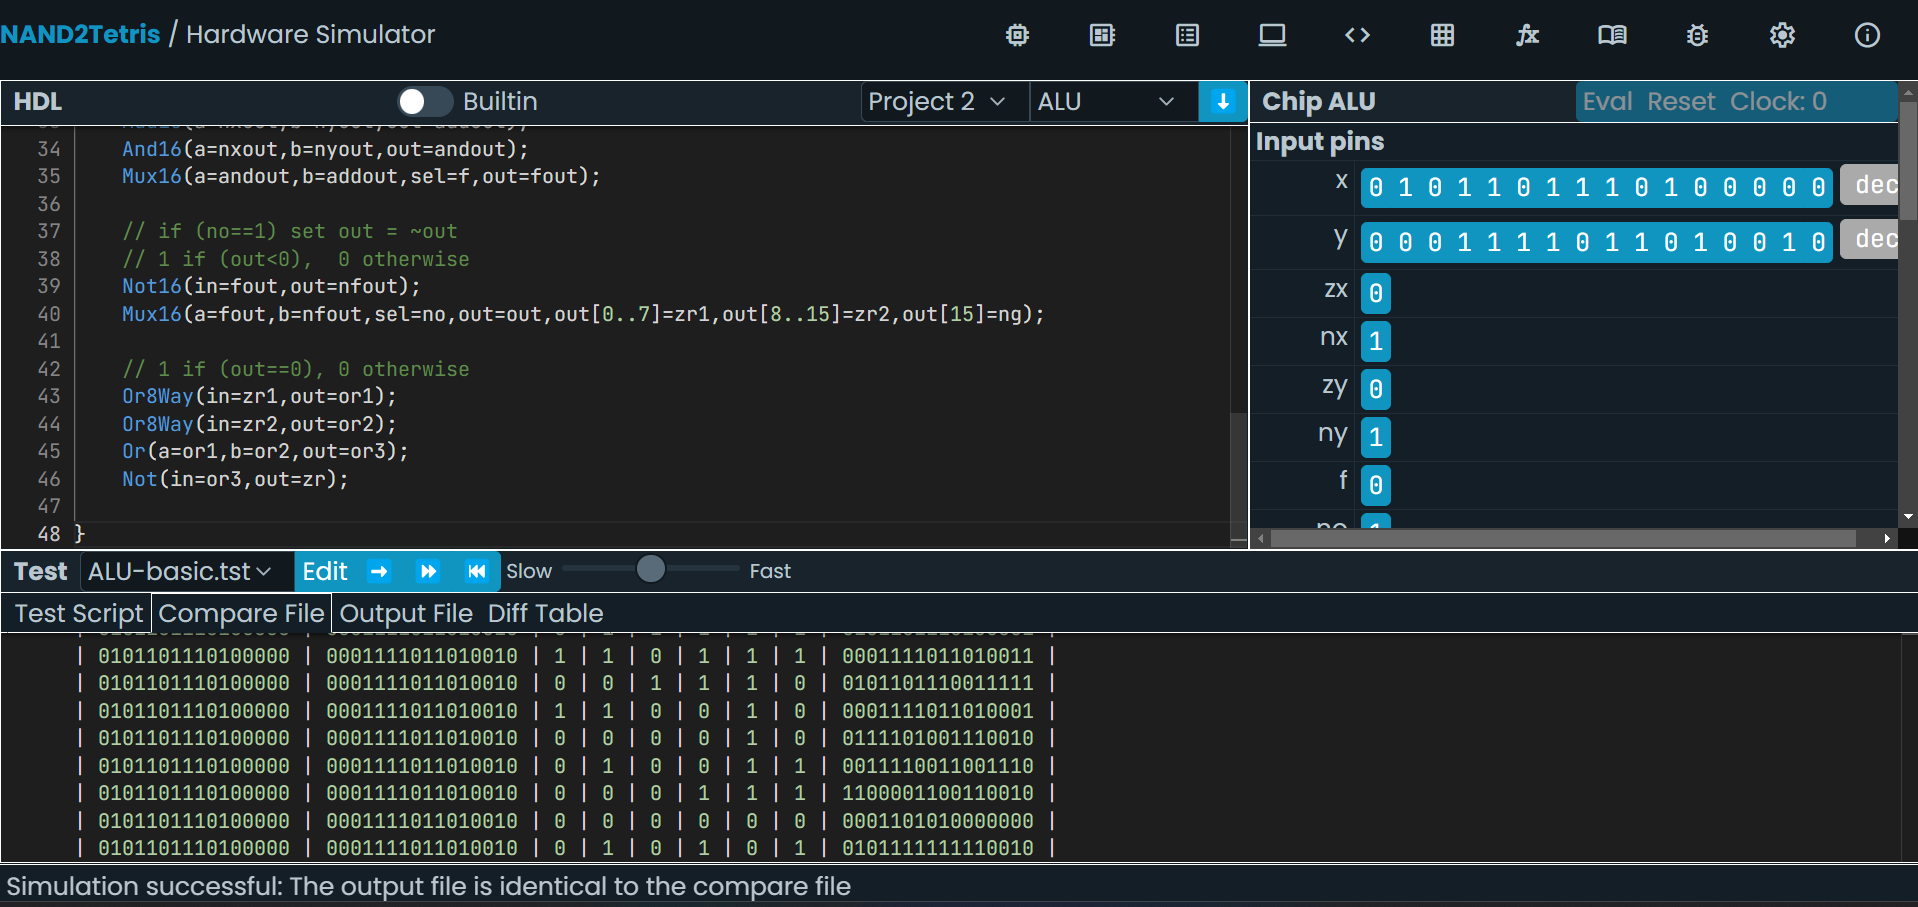 NAND2Tetris / Hardware Simulator
HDL Builtin Project 2 ALU
34 And16(a=nxout,b=nyout,out=andout);
35 Mux16(a=andout,b=addout,sel=f,out=fout);
36
37 // if (no==1) set out = ~out
38 // 1 if (out<0),  0 otherwise
39 Not16(in=fout,out=nfout);
40 Mux16(a=fout,b=nfout,sel=no,out=out,out[0..7]=zr1,out[8..15]=zr2,out[15]=ng);
41
42 // 1 if (out==0), 0 otherwise
43 Or8Way(in=zr1,out=or1);
44 Or8Way(in=zr2,out=or2);
45 Or(a=or1,b=or2,out=or3);
46 Not(in=or3,out=zr);
47
48 }
Chip ALU Eval Reset Clock: 0
Input pins
x 0 1 0 1 1 0 1 1 1 0 1 0 0 0 0 0 dec
y 0 0 0 1 1 1 1 0 1 1 0 1 0 0 1 0 dec
zx 0
nx 1
zy 0
ny 1
f 0
no 1
Test ALU-basic.tst Edit Slow Fast
Test Script Compare File Output File Diff Table
| 0101101110100000 | 0001111011010010 | 1 | 1 | 0 | 1 | 1 | 1 | 0001111011010011 |
| 0101101110100000 | 0001111011010010 | 0 | 0 | 1 | 1 | 1 | 0 | 0101101110011111 |
| 0101101110100000 | 0001111011010010 | 1 | 1 | 0 | 0 | 1 | 0 | 0001111011010001 |
| 0101101110100000 | 0001111011010010 | 0 | 0 | 0 | 0 | 1 | 0 | 0111101001110010 |
| 0101101110100000 | 0001111011010010 | 0 | 1 | 0 | 0 | 1 | 1 | 0011110011001110 |
| 0101101110100000 | 0001111011010010 | 0 | 0 | 0 | 1 | 1 | 1 | 1100001100110010 |
| 0101101110100000 | 0001111011010010 | 0 | 0 | 0 | 0 | 0 | 0 | 0001101010000000 |
| 0101101110100000 | 0001111011010010 | 0 | 1 | 0 | 1 | 0 | 1 | 0101111111110010 |
Simulation successful: The output file is identical to the compare file